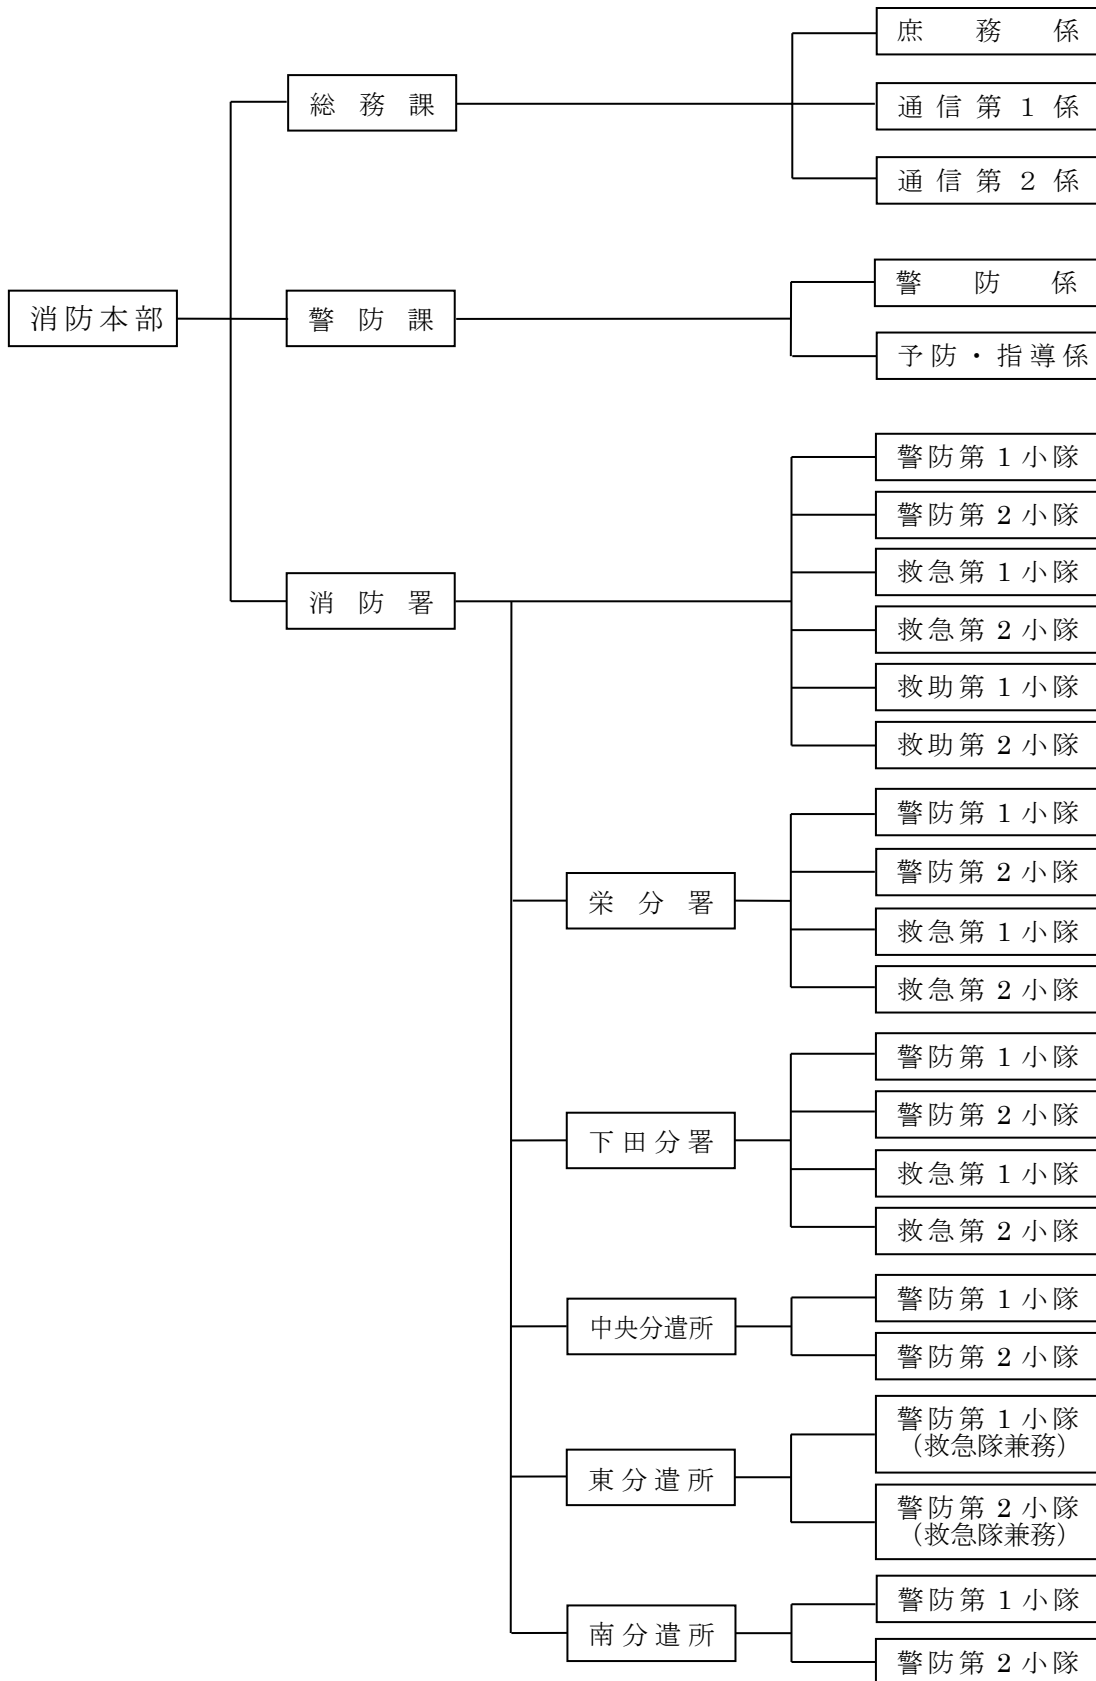 消防本部
総務課
庶務係
通信第1係
通信第2係
警防課
警防係
予防・指導係
消防署
警防第1小隊
警防第2小隊
救急第1小隊
救急第2小隊
救助第1小隊
救助第2小隊
栄分署
警防第1小隊
警防第2小隊
救急第1小隊
救急第2小隊
下田分署
警防第1小隊
警防第2小隊
救急第1小隊
救急第2小隊
中央分遣所
警防第1小隊
警防第2小隊
東分遣所
警防第1小隊
（救急隊兼務）
警防第2小隊
（救急隊兼務）
南分遣所
警防第1小隊
警防第2小隊